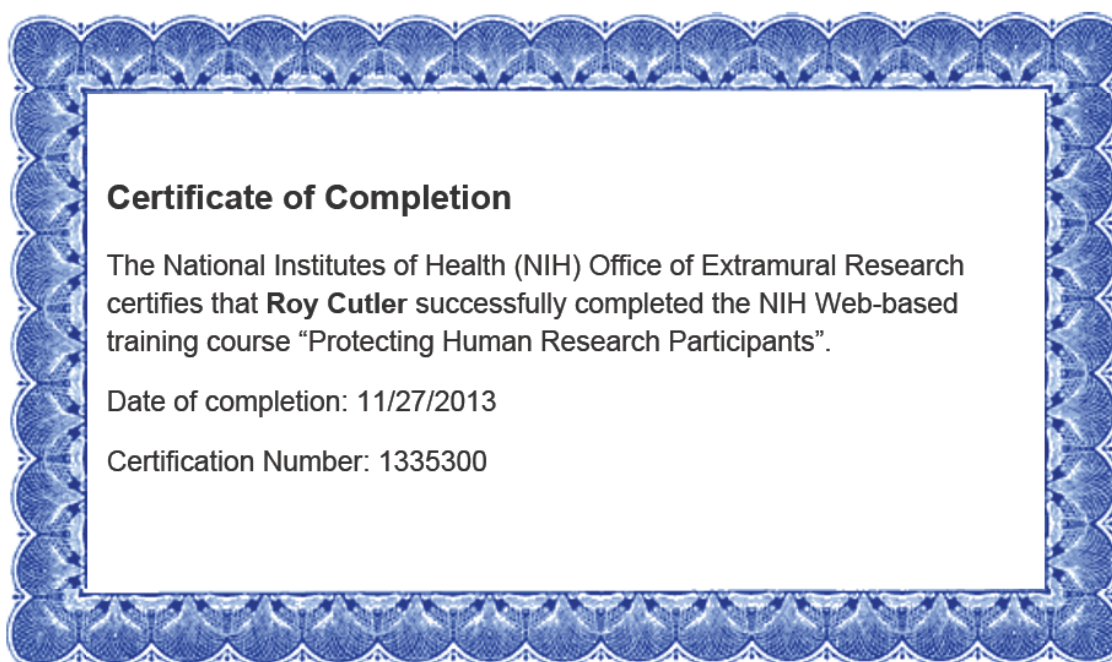 Certificate of Completion
The National Institutes of Health (NIH) Office of Extramural Research
certifies that Roy Cutler successfully completed the NIH Web-based
training course “Protecting Human Research Participants”.
Date of completion: 11/27/2013
Certification Number: 1335300